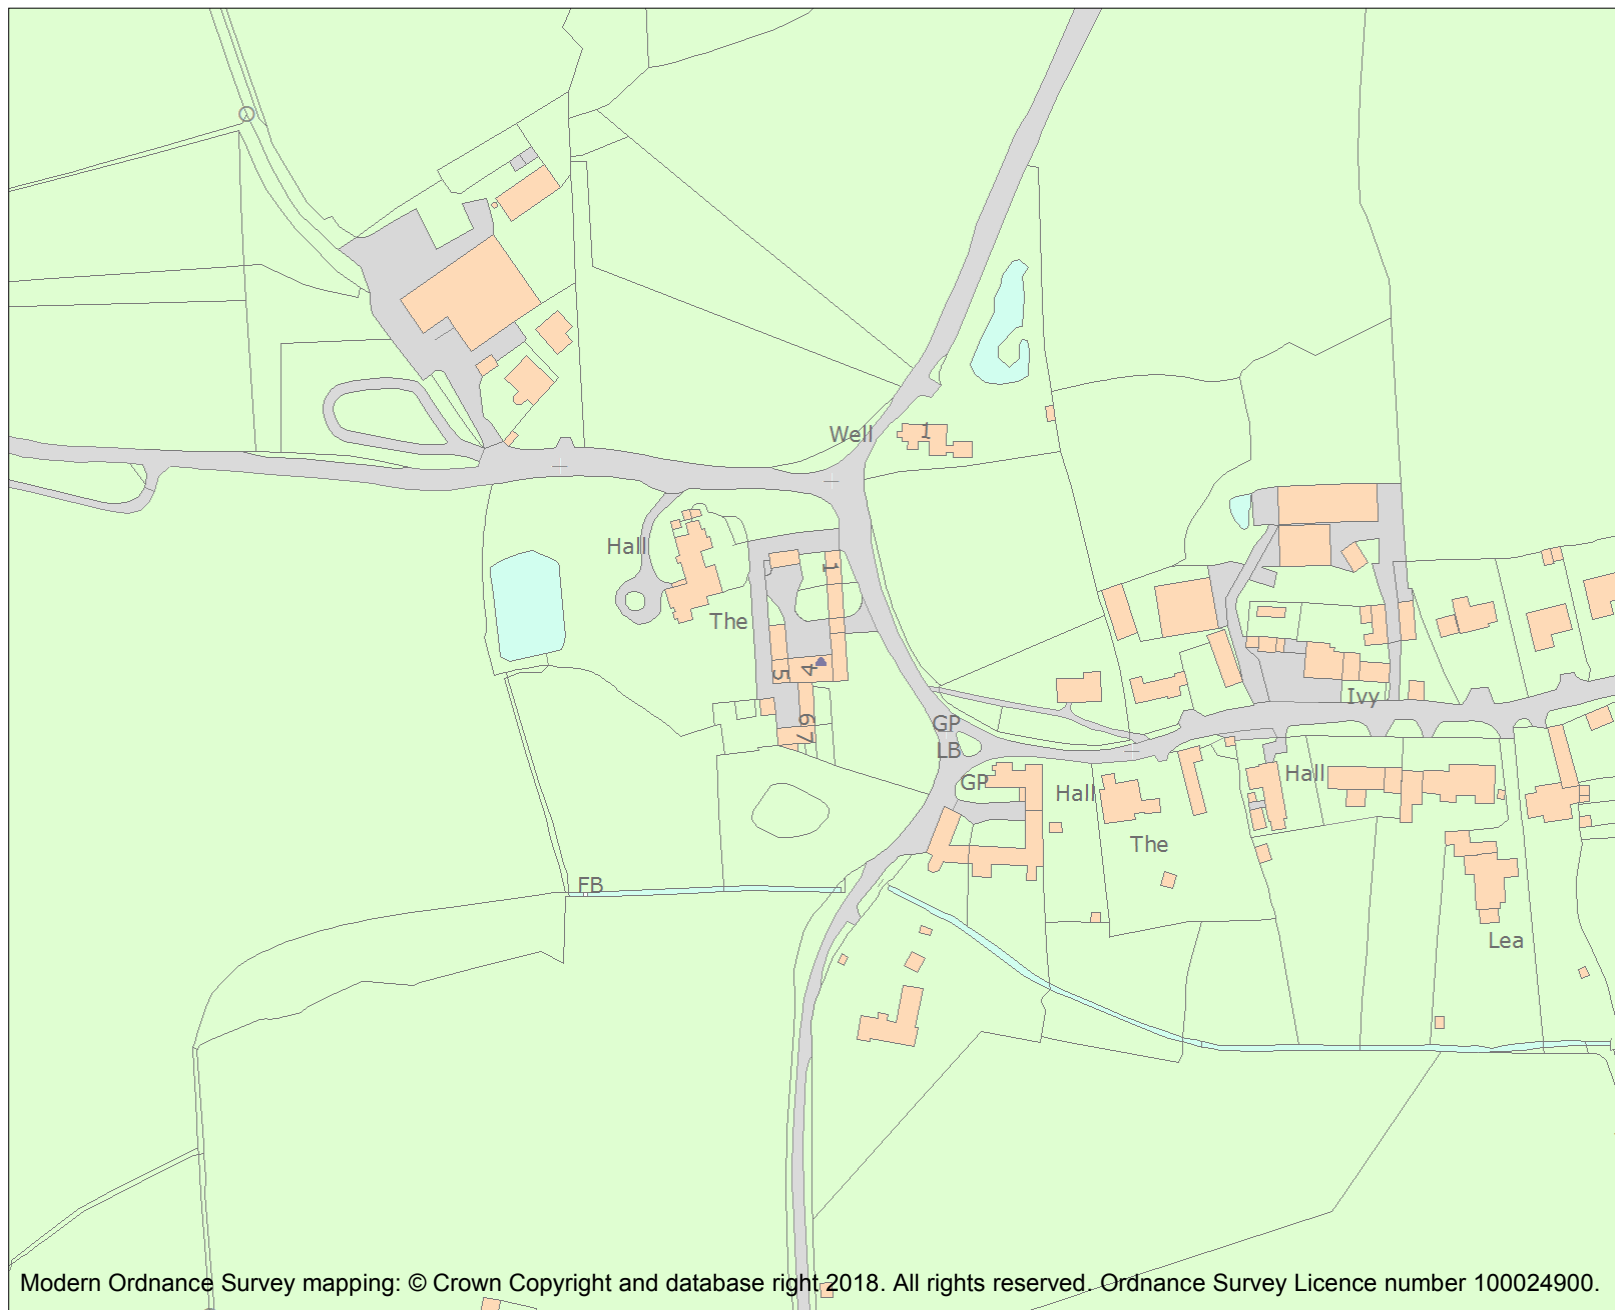 Well
1
Hall
1
The
4
5
Ivy
6
7
GP
LB
GP
Hall
Hall
The
FB
Lea
Modern Ordnance Survey mapping: © Crown Copyright and database right 2018. All rights reserved. Ordnance Survey Licence number 100024900.